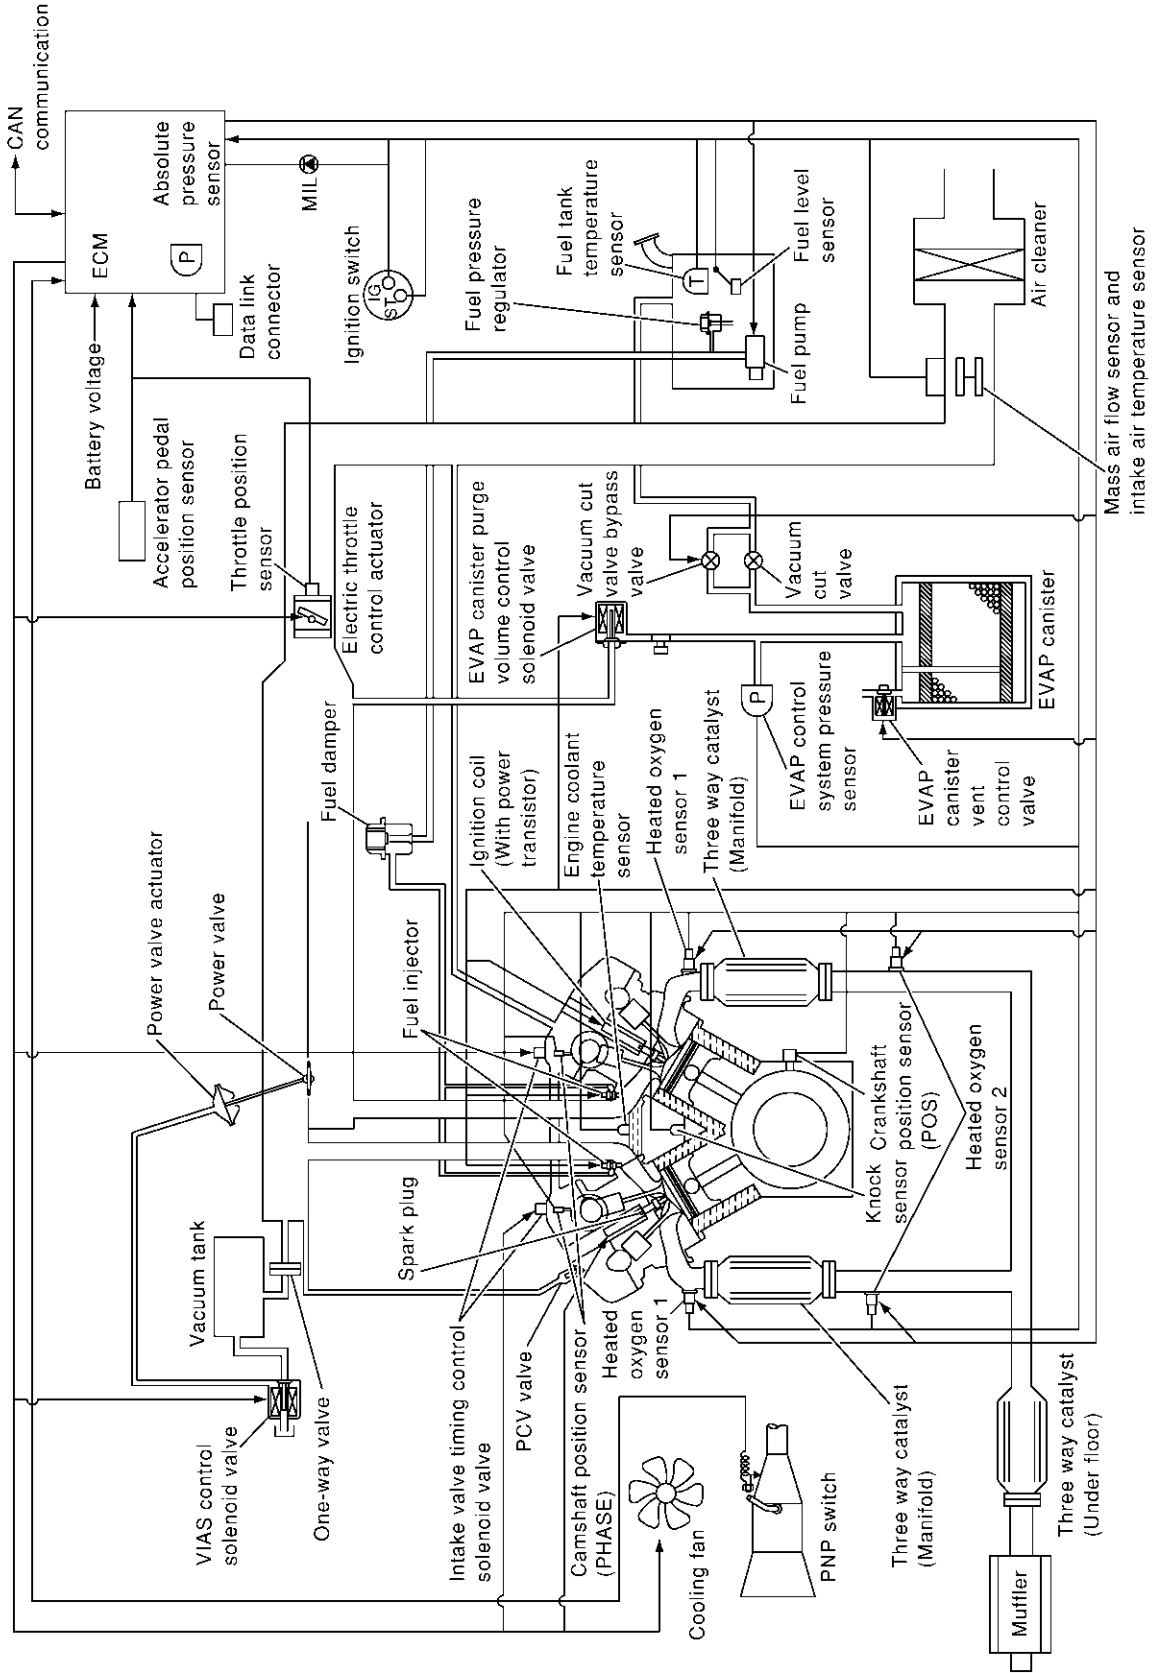 CAN
communication
ECM
Absolute
pressure
sensor
P
MIL
Battery voltage
Data link
connector
Accelerator pedal
position sensor
Ignition switch
IG
ST
Throttle position
sensor
Electric throttle
control actuator
Fuel pressure
regulator
Fuel tank
temperature
sensor
T
Fuel level
sensor
Fuel pump
Air cleaner
Mass air flow sensor and
intake air temperature sensor
EVAP canister purge
volume control
solenoid valve
Vacuum cut
valve bypass
valve
Vacuum
cut
valve
P
EVAP control
system pressure
sensor
EVAP canister
EVAP
canister
vent
control
valve
Power valve actuator
Power valve
Fuel damper
Fuel injector
Ignition coil
(With power
transistor)
Engine coolant
temperature
sensor
Heated oxygen
sensor 1
Three way catalyst
(Manifold)
Vacuum tank
VIAS control
solenoid valve
One-way valve
Spark plug
Intake valve timing control
solenoid valve
PCV valve
Camshaft position sensor
(PHASE)
Heated
oxygen
sensor 1
Knock
sensor
Crankshaft
position sensor
(POS)
Heated oxygen
sensor 2
Cooling fan
PNP switch
Three way catalyst
(Manifold)
Three way catalyst
(Under floor)
Muffler